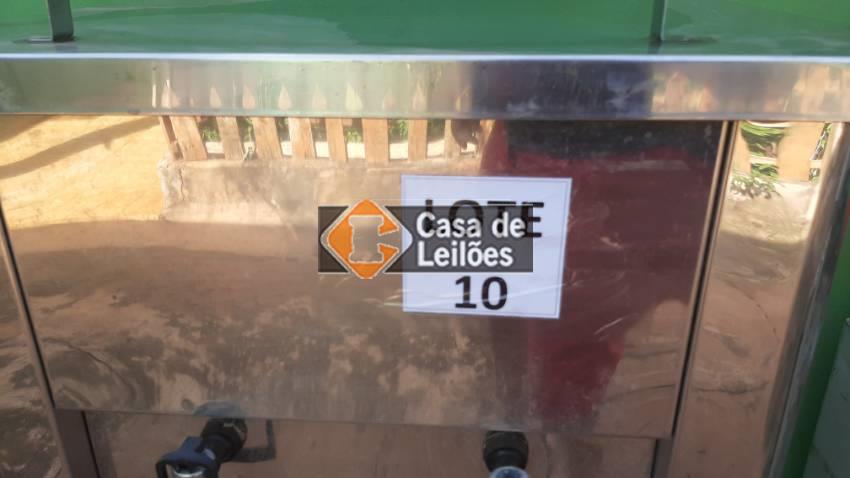 LOTE
Casa de
Leilões
10